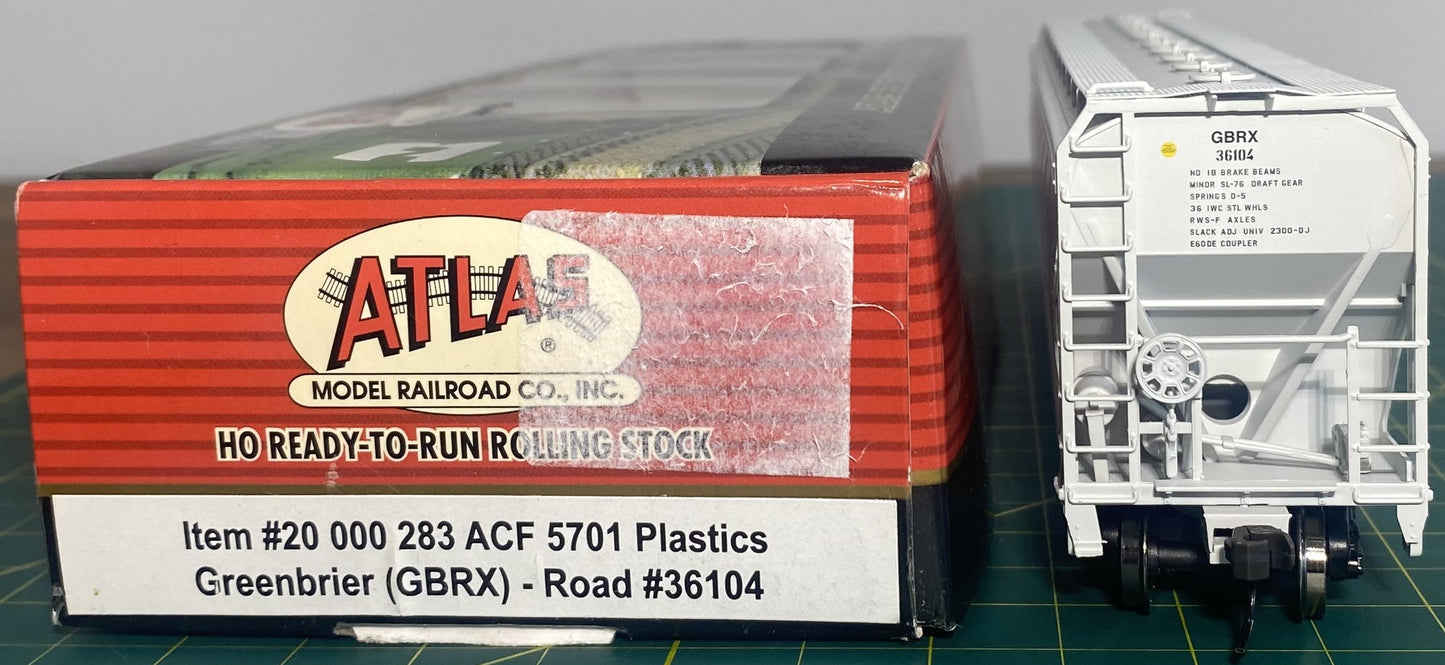 ATLAS
®
MODEL RAILROAD CO., INC.
HO READY-TO-RUN ROLLING STOCK
Item #20 000 283 ACF 5701 Plastics
Greenbrier (GBRX) - Road #36104
GBRX
36104
NO 18 BRAKE BEAMS
MINOR SL-76 DRAFT GEAR
SPRINGS D-5
36 IWC STL WHLS
RWS-F AXLES
SLACK ADJ UNIV 2300-DJ
E60DE COUPLER